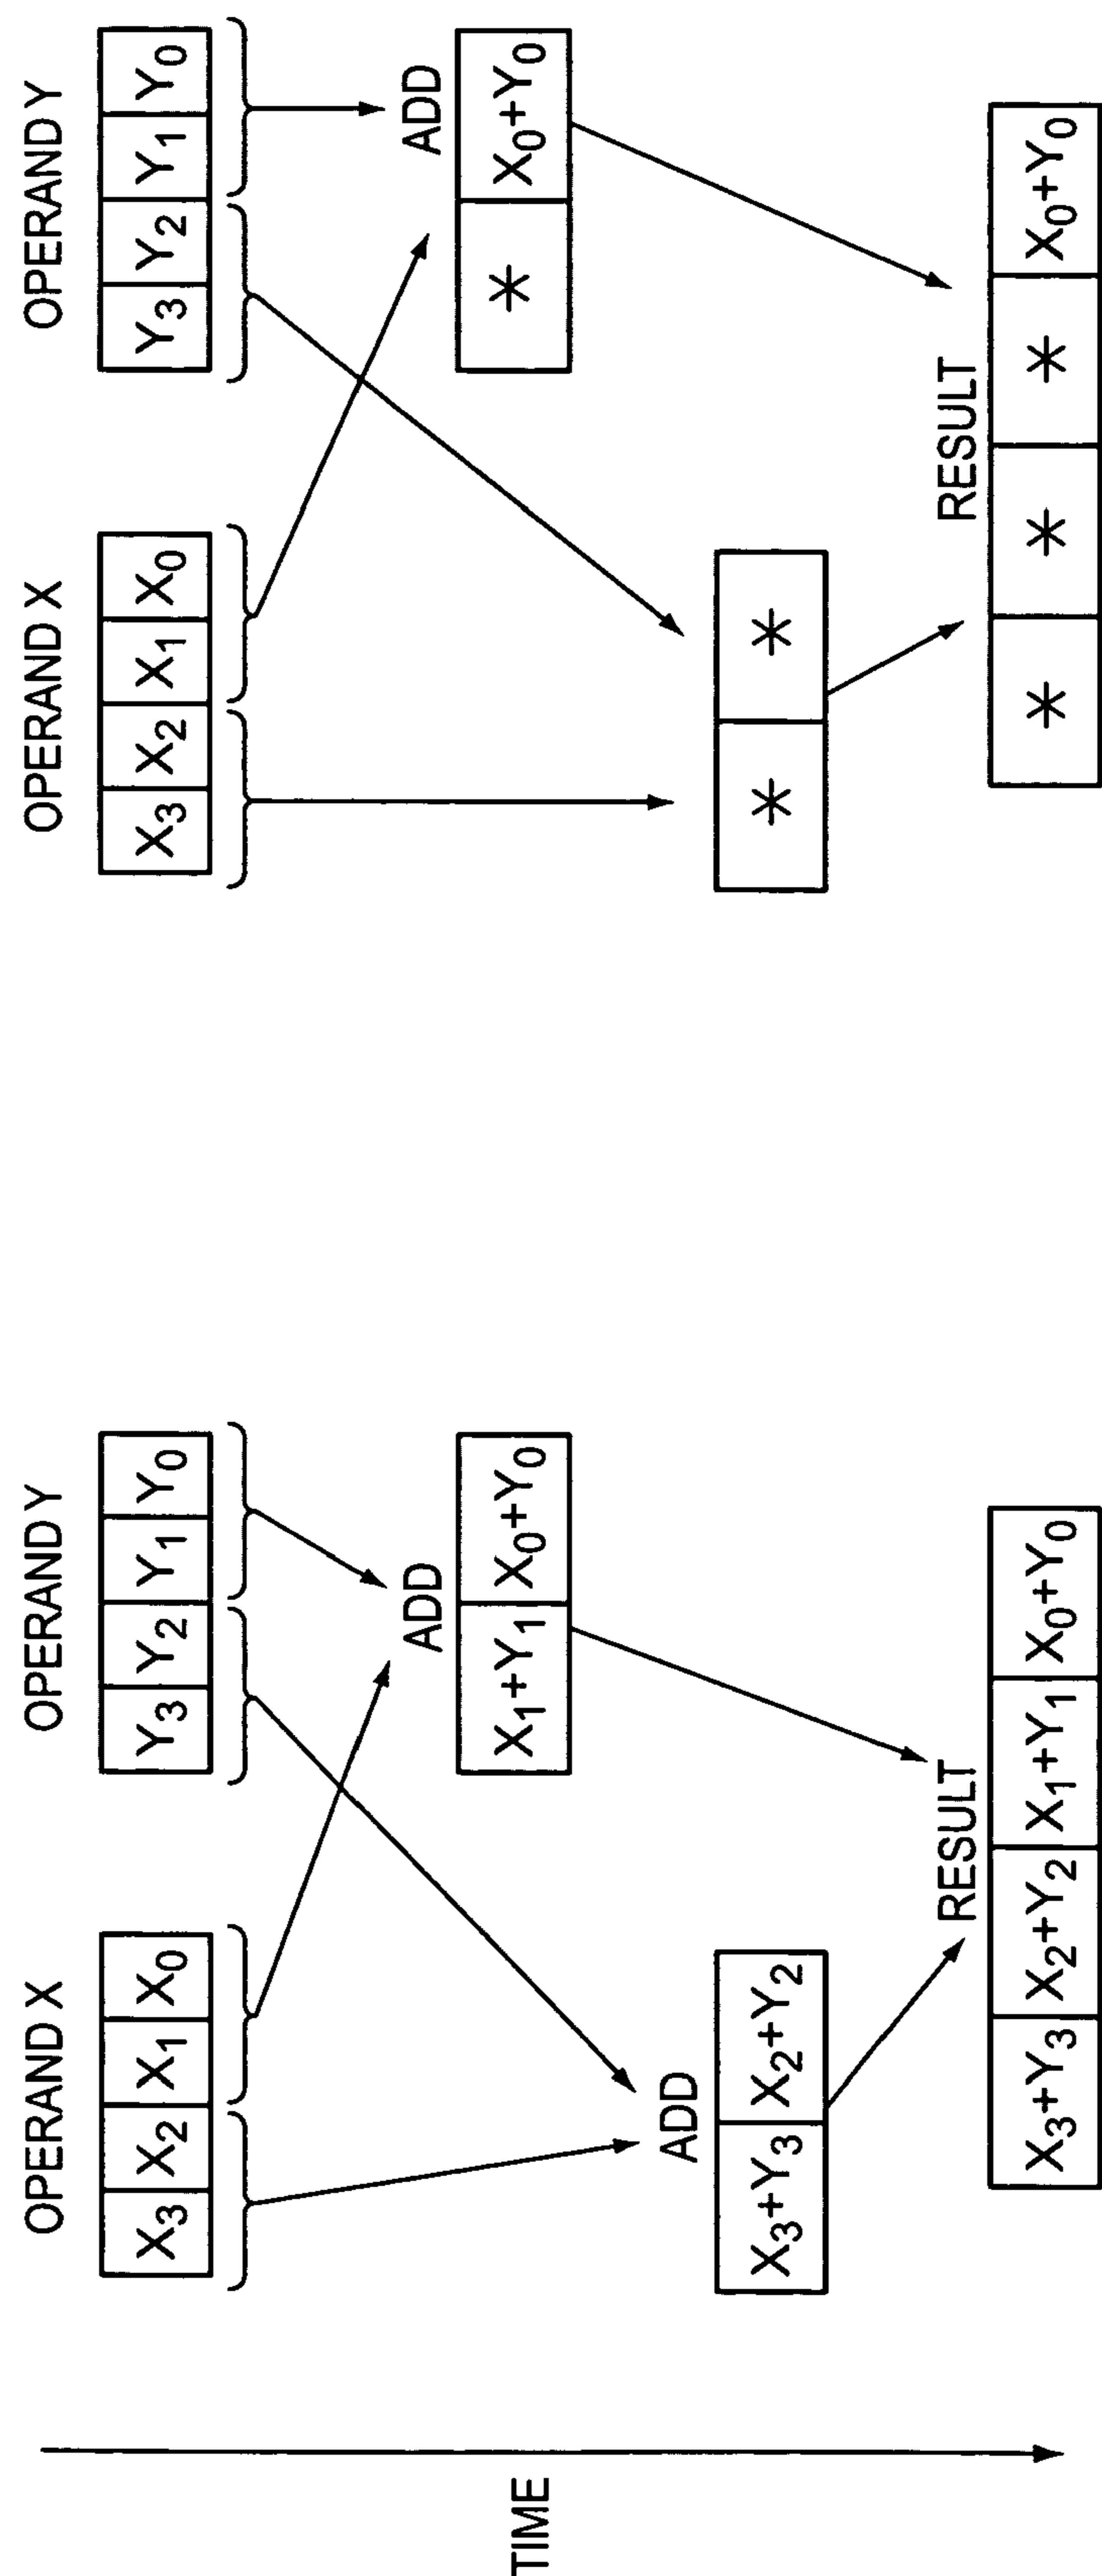 TIME
OPERAND X
X3 X2 X1 X0
OPERAND Y
Y3 Y2 Y1 Y0
ADD
X1+Y1 X0+Y0
ADD
X3+Y3 X2+Y2
RESULT
X3+Y3 X2+Y2 X1+Y1 X0+Y0
OPERAND X
X3 X2 X1 X0
OPERAND Y
Y3 Y2 Y1 Y0
ADD
* X0+Y0
* *
RESULT
* * * X0+Y0